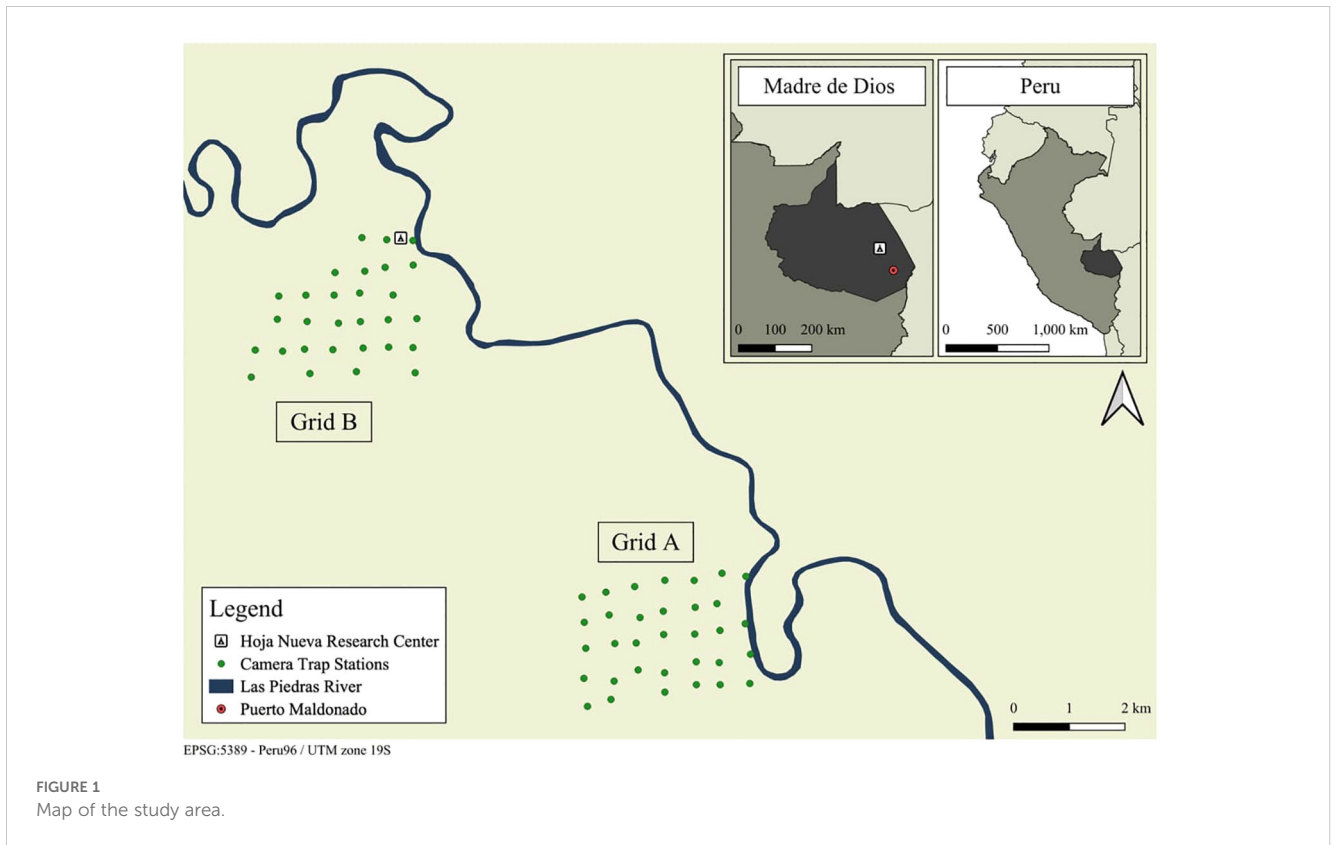 Madre de Dios
Peru
0 100 200 km
0 500 1,000 km
Grid B
Grid A
Legend
Hoja Nueva Research Center
Camera Trap Stations
Las Piedras River
Puerto Maldonado
0 1 2 km
EPSG:5389 - Peru96 / UTM zone 19S
FIGURE 1
Map of the study area.